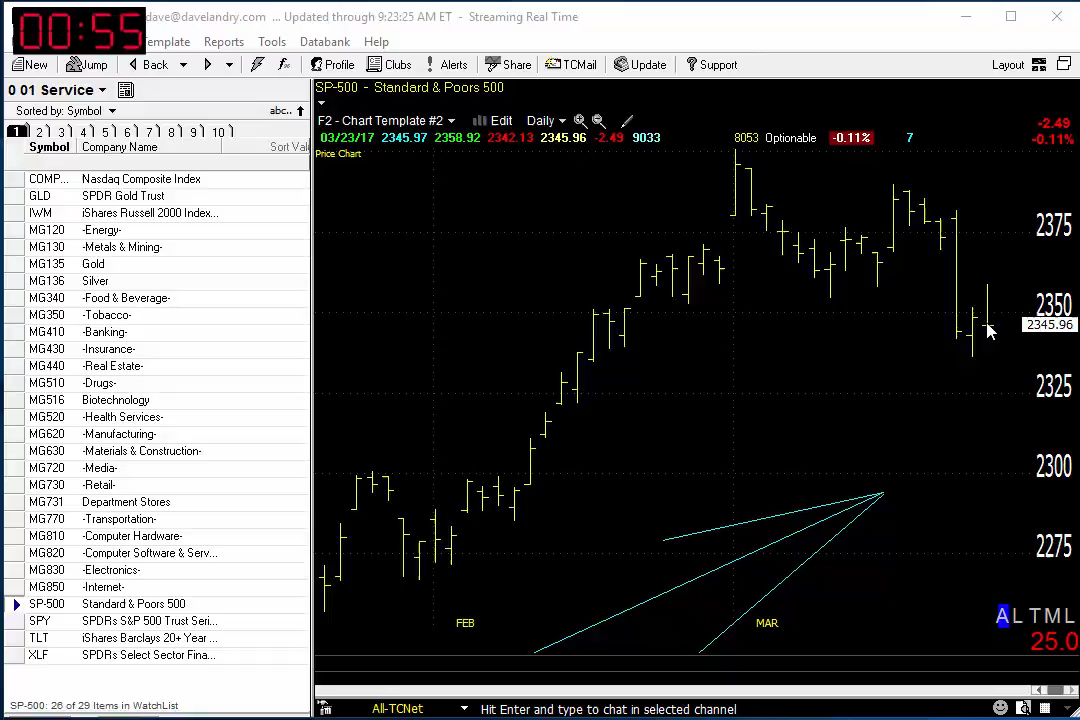 00:55
dave@davelandry.com ... Updated through 9:23:25 AM ET - Streaming Real Time
Template Reports Tools Databank Help
New Jump Back Profile Clubs Alerts Share TCMail Update Support Layout
0 01 Service
Sorted by: Symbol abc..
1 2 3 4 5 6 7 8 9 10
Symbol Company Name Sort Val
COMP... Nasdaq Composite Index
GLD SPDR Gold Trust
IWM iShares Russell 2000 Index...
MG120 -Energy-
MG130 -Metals & Mining-
MG135 Gold
MG136 Silver
MG340 -Food & Beverage-
MG350 -Tobacco-
MG410 -Banking-
MG430 -Insurance-
MG440 -Real Estate-
MG510 -Drugs-
MG516 Biotechnology
MG520 -Health Services-
MG620 -Manufacturing-
MG630 -Materials & Construction-
MG720 -Media-
MG730 -Retail-
MG731 Department Stores
MG770 -Transportation-
MG810 -Computer Hardware-
MG820 -Computer Software & Serv...
MG830 -Electronics-
MG850 -Internet-
SP-500 Standard & Poors 500
SPY SPDRs S&P 500 Trust Seri...
TLT iShares Barclays 20+ Year ...
XLF SPDRs Select Sector Fina...
SP-500: 26 of 29 Items in WatchList
SP-500 - Standard & Poors 500
F2 - Chart Template #2 Edit Daily
03/23/17 2345.97 2358.92 2342.13 2345.96 -2.49 9033 8053 Optionable -0.11% 7
-2.49
-0.11%
Price Chart
2375
2350
2345.96
2325
2300
2275
FEB MAR
A L T M L
25.0
All-TCNet Hit Enter and type to chat in selected channel